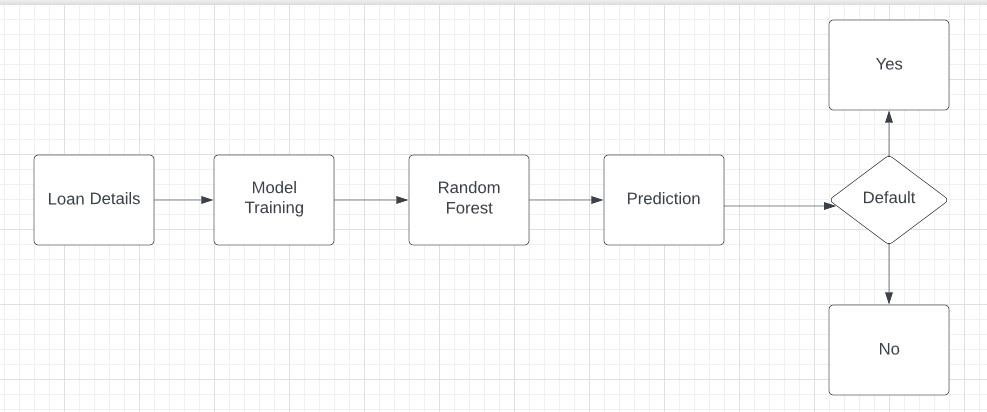 Yes
Loan Details
Model
Training
Random
Forest
Prediction
Default
No